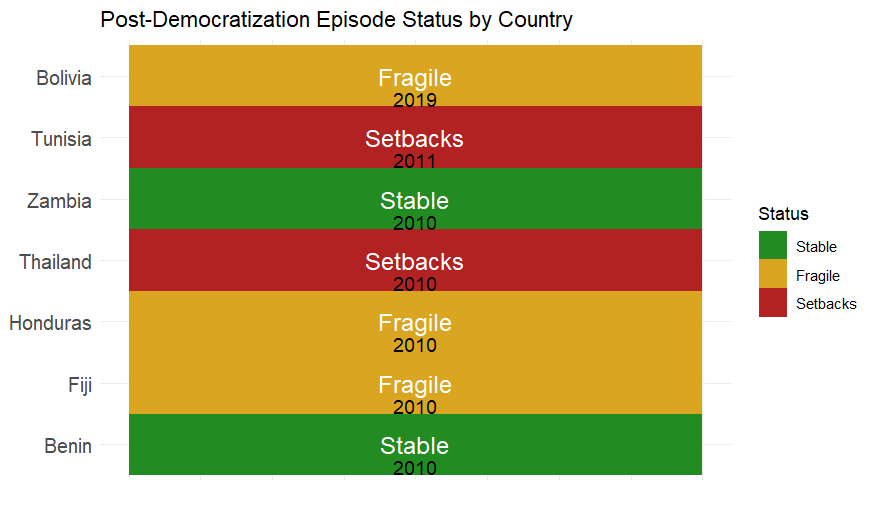 Post-Democratization Episode Status by Country
Bolivia
Fragile
2019
Tunisia
Setbacks
2011
Zambia
Stable
2010
Thailand
Setbacks
2010
Honduras
Fragile
2010
Fiji
Fragile
2010
Benin
Stable
2010
Status
Stable
Fragile
Setbacks